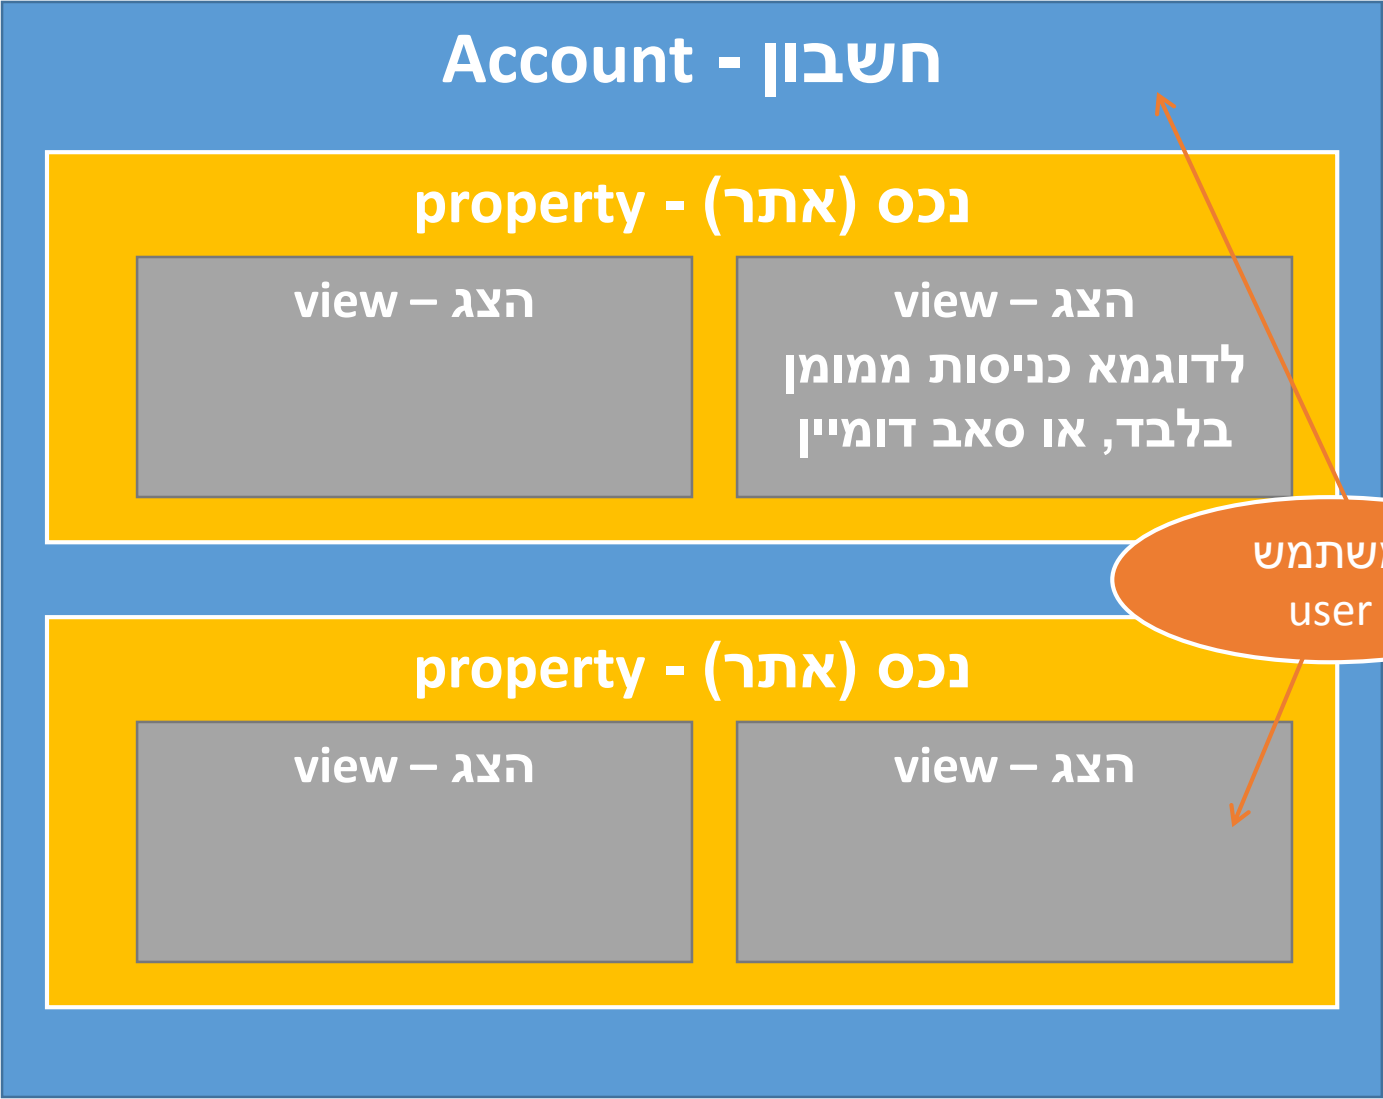 חשבון - Account
נכס (אתר) - property
הצג – view
לדוגמא כניסות ממומן
בלבד, או סאב דומיין
הצג – view
משתמש
user
נכס (אתר) - property
הצג – view
הצג – view